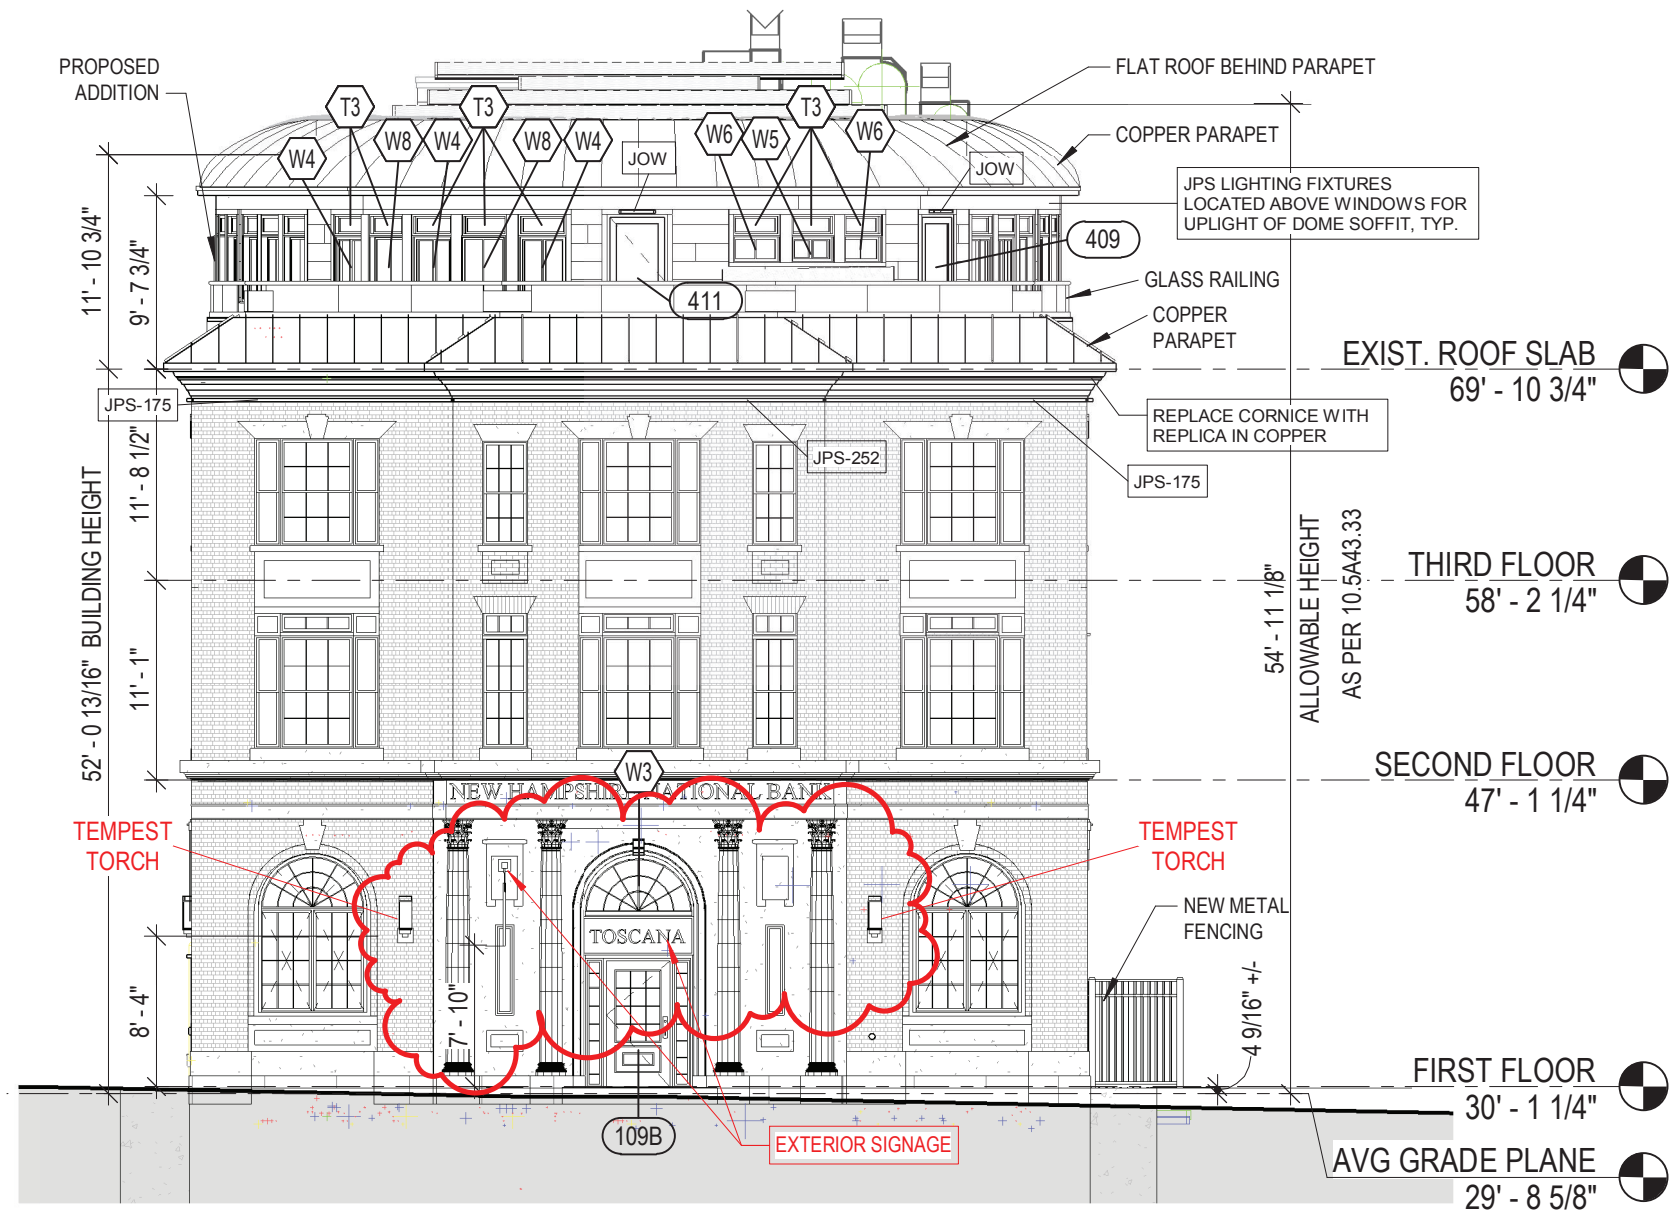 PROPOSED
ADDITION
T3
T3
T3
W4
W8
W4
W8
W4
W6
W5
W6
JOW
JOW
FLAT ROOF BEHIND PARAPET
COPPER PARAPET
JPS LIGHTING FIXTURES
LOCATED ABOVE WINDOWS FOR
UPLIGHT OF DOME SOFFIT, TYP.
409
411
GLASS RAILING
COPPER
PARAPET
11' - 10 3/4"
9' - 7 3/4"
EXIST. ROOF SLAB
69' - 10 3/4"
JPS-175
REPLACE CORNICE WITH
REPLICA IN COPPER
JPS-252
JPS-175
11' - 8 1/2"
52' - 0 13/16" BUILDING HEIGHT
11' - 1"
54' - 11 1/8"
ALLOWABLE HEIGHT
AS PER 10.5A43.33
THIRD FLOOR
58' - 2 1/4"
SECOND FLOOR
47' - 1 1/4"
W3
NEW HAMPSHIRE NATIONAL BANK
TEMPEST
TORCH
TEMPEST
TORCH
NEW METAL
FENCING
TOSCANA
8' - 4"
7' - 10"
4 9/16" +/-
FIRST FLOOR
30' - 1 1/4"
109B
EXTERIOR SIGNAGE
AVG GRADE PLANE
29' - 8 5/8"